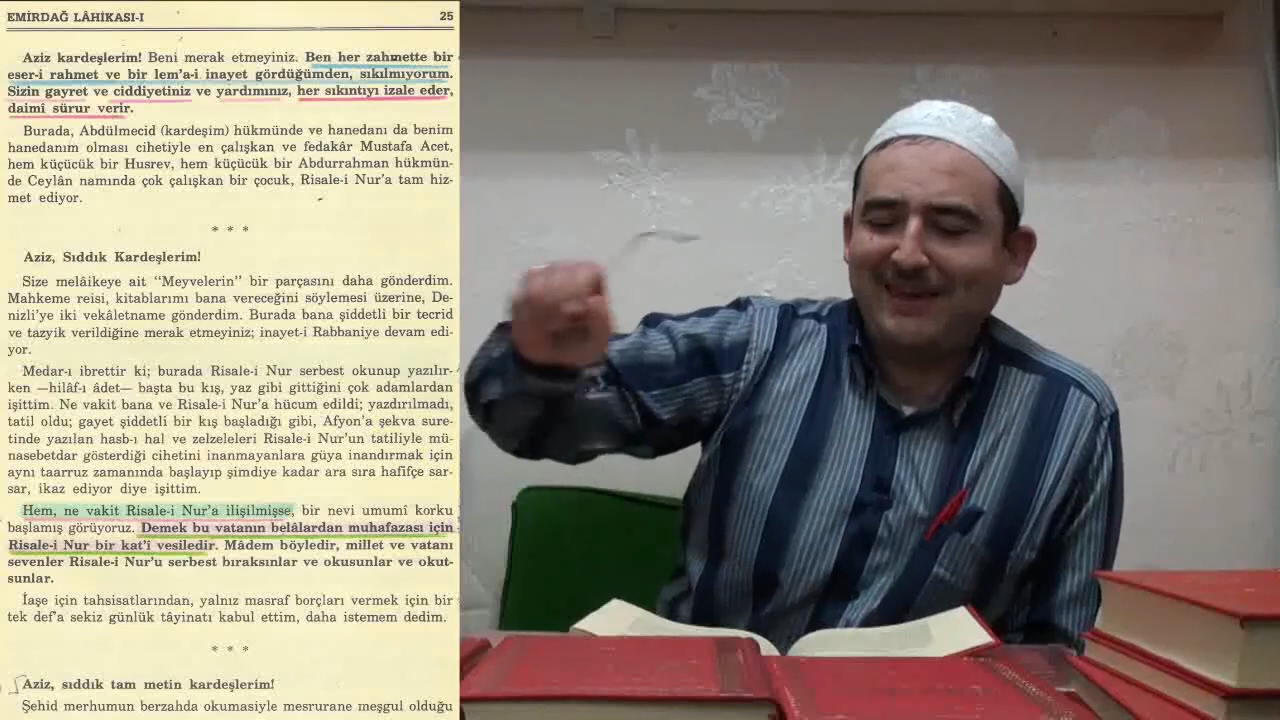 EMİRDAĞ LÂHİKASI-I 25
Aziz kardeşlerim! Beni merak etmeyiniz. Ben her zahmette bir
eser-i rahmet ve bir lem'a-i inayet gördüğümden, sıkılmıyorum.
Sizin gayret ve ciddiyetiniz ve yardımınız, her sıkıntıyı izale eder,
daimî sürur verir.
Burada, Abdülmecid (kardeşim) hükmünde ve hanedanı da benim
hanedanım olması cihetiyle en çalışkan ve fedakâr Mustafa Acet,
hem küçücük bir Husrev, hem küçücük bir Abdurrahman hükmün-
de Ceylân namında çok çalışkan bir çocuk, Risale-i Nur'a tam hiz-
met ediyor.
* * *
Aziz, Sıddık Kardeşlerim!
Size melâikeye ait "Meyvelerin" bir parçasını daha gönderdim.
Mahkeme reisi, kitablarımı bana vereceğini söylemesi üzerine, De-
nizli'ye iki vekâletname gönderdim. Burada bana şiddetli bir tecrid
ve tazyik verildiğine merak etmeyiniz; inayet-i Rabbaniye devam edi-
yor.
Medar-ı ibrettir ki; burada Risale-i Nur serbest okunup yazılır-
ken —hilâf-ı âdet— başta bu kış, yaz gibi gittiğini çok adamlardan
işittim. Ne vakit bana ve Risale-i Nur'a hücum edildi; yazdırılmadı,
tatil oldu; gayet şiddetli bir kış başladığı gibi, Afyon'a şekva sure-
tinde yazılan hasb-ı hal ve zelzeleleri Risale-i Nur'un tatiliyle mü-
nasebetdar gösterdiği cihetini inanmayanlara güya inandırmak için
aynı taarruz zamanında başlayıp şimdiye kadar ara sıra hafifçe sar-
sar, ikaz ediyor diye işittim.
Hem, ne vakit Risale-i Nur'a ilişilmişse, bir nevi umumî korku
başlamış görüyoruz. Demek bu vatanın belâlardan muhafazası için
Risale-i Nur bir kat'î vesiledir. Mâdem böyledir, millet ve vatanı
sevenler Risale-i Nur'u serbest bıraksınlar ve okusunlar ve okut-
sunlar.
İaşe için tahsisatlarından, yalnız masraf borçları vermek için bir
tek def'a sekiz günlük tâyinatı kabul ettim, daha istemem dedim.
* * *
Aziz, sıddık tam metin kardeşlerim!
Şehid merhumun berzahda okumasiyle mesrurane meşgul olduğu